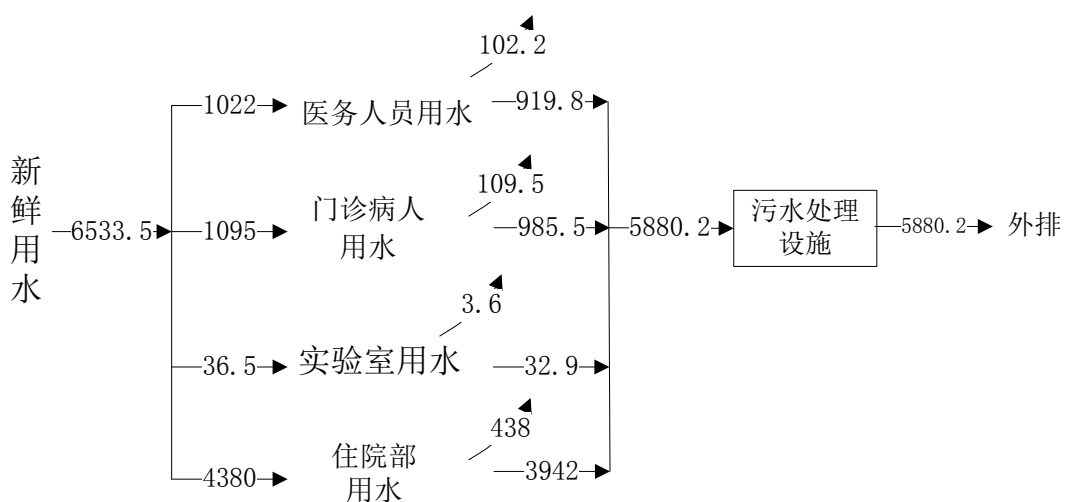 新鲜用水
6533.5
102.2
1022
医务人员用水
919.8
109.5
1095
门诊病人
用水
985.5
5880.2
污水处理
设施
5880.2
外排
3.6
36.5
实验室用水
32.9
438
4380
住院部
用水
3942